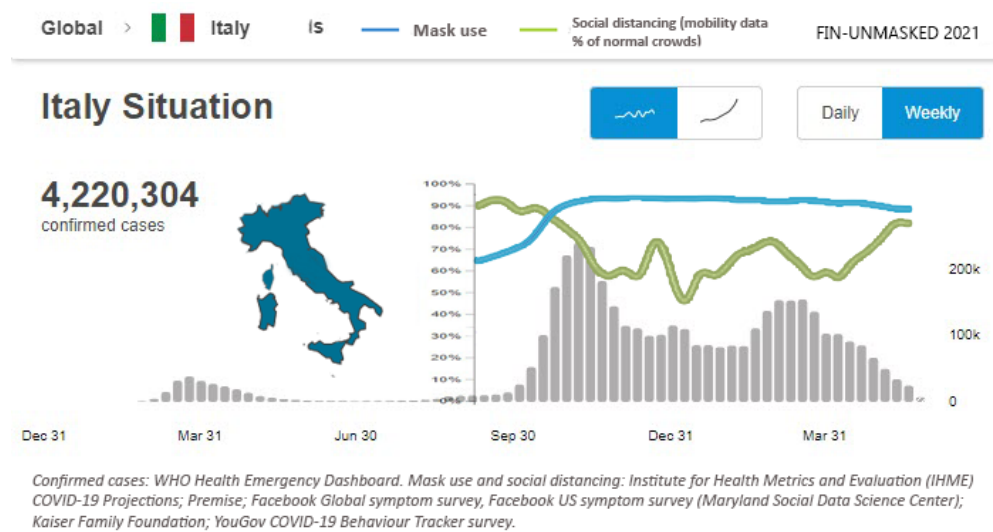 Global > Italy is Mask use Social distancing (mobility data
% of normal crowds) FIN-UNMASKED 2021
Italy Situation Daily Weekly
4,220,304
confirmed cases
100%
90%
80%
70%
60%
50%
40%
30%
20%
10%
0%
200k
100k
0
Dec 31 Mar 31 Jun 30 Sep 30 Dec 31 Mar 31
Confirmed cases: WHO Health Emergency Dashboard. Mask use and social distancing: Institute for Health Metrics and Evaluation (IHME)
COVID-19 Projections; Premise; Facebook Global symptom survey, Facebook US symptom survey (Maryland Social Data Science Center);
Kaiser Family Foundation; YouGov COVID-19 Behaviour Tracker survey.